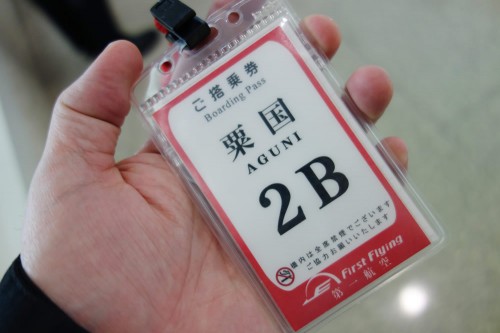 ご搭乗券
Boarding Pass
粟国
AGUNI
2B
機内は全席禁煙でございます
ご協力お願いいたします
First Flying
第一航空